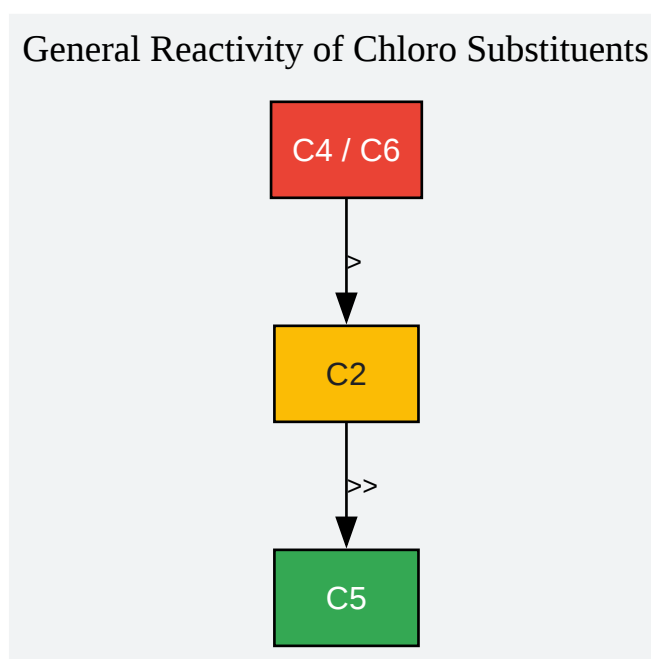 General Reactivity of Chloro Substituents
C4 / C6
>
C2
>>
C5